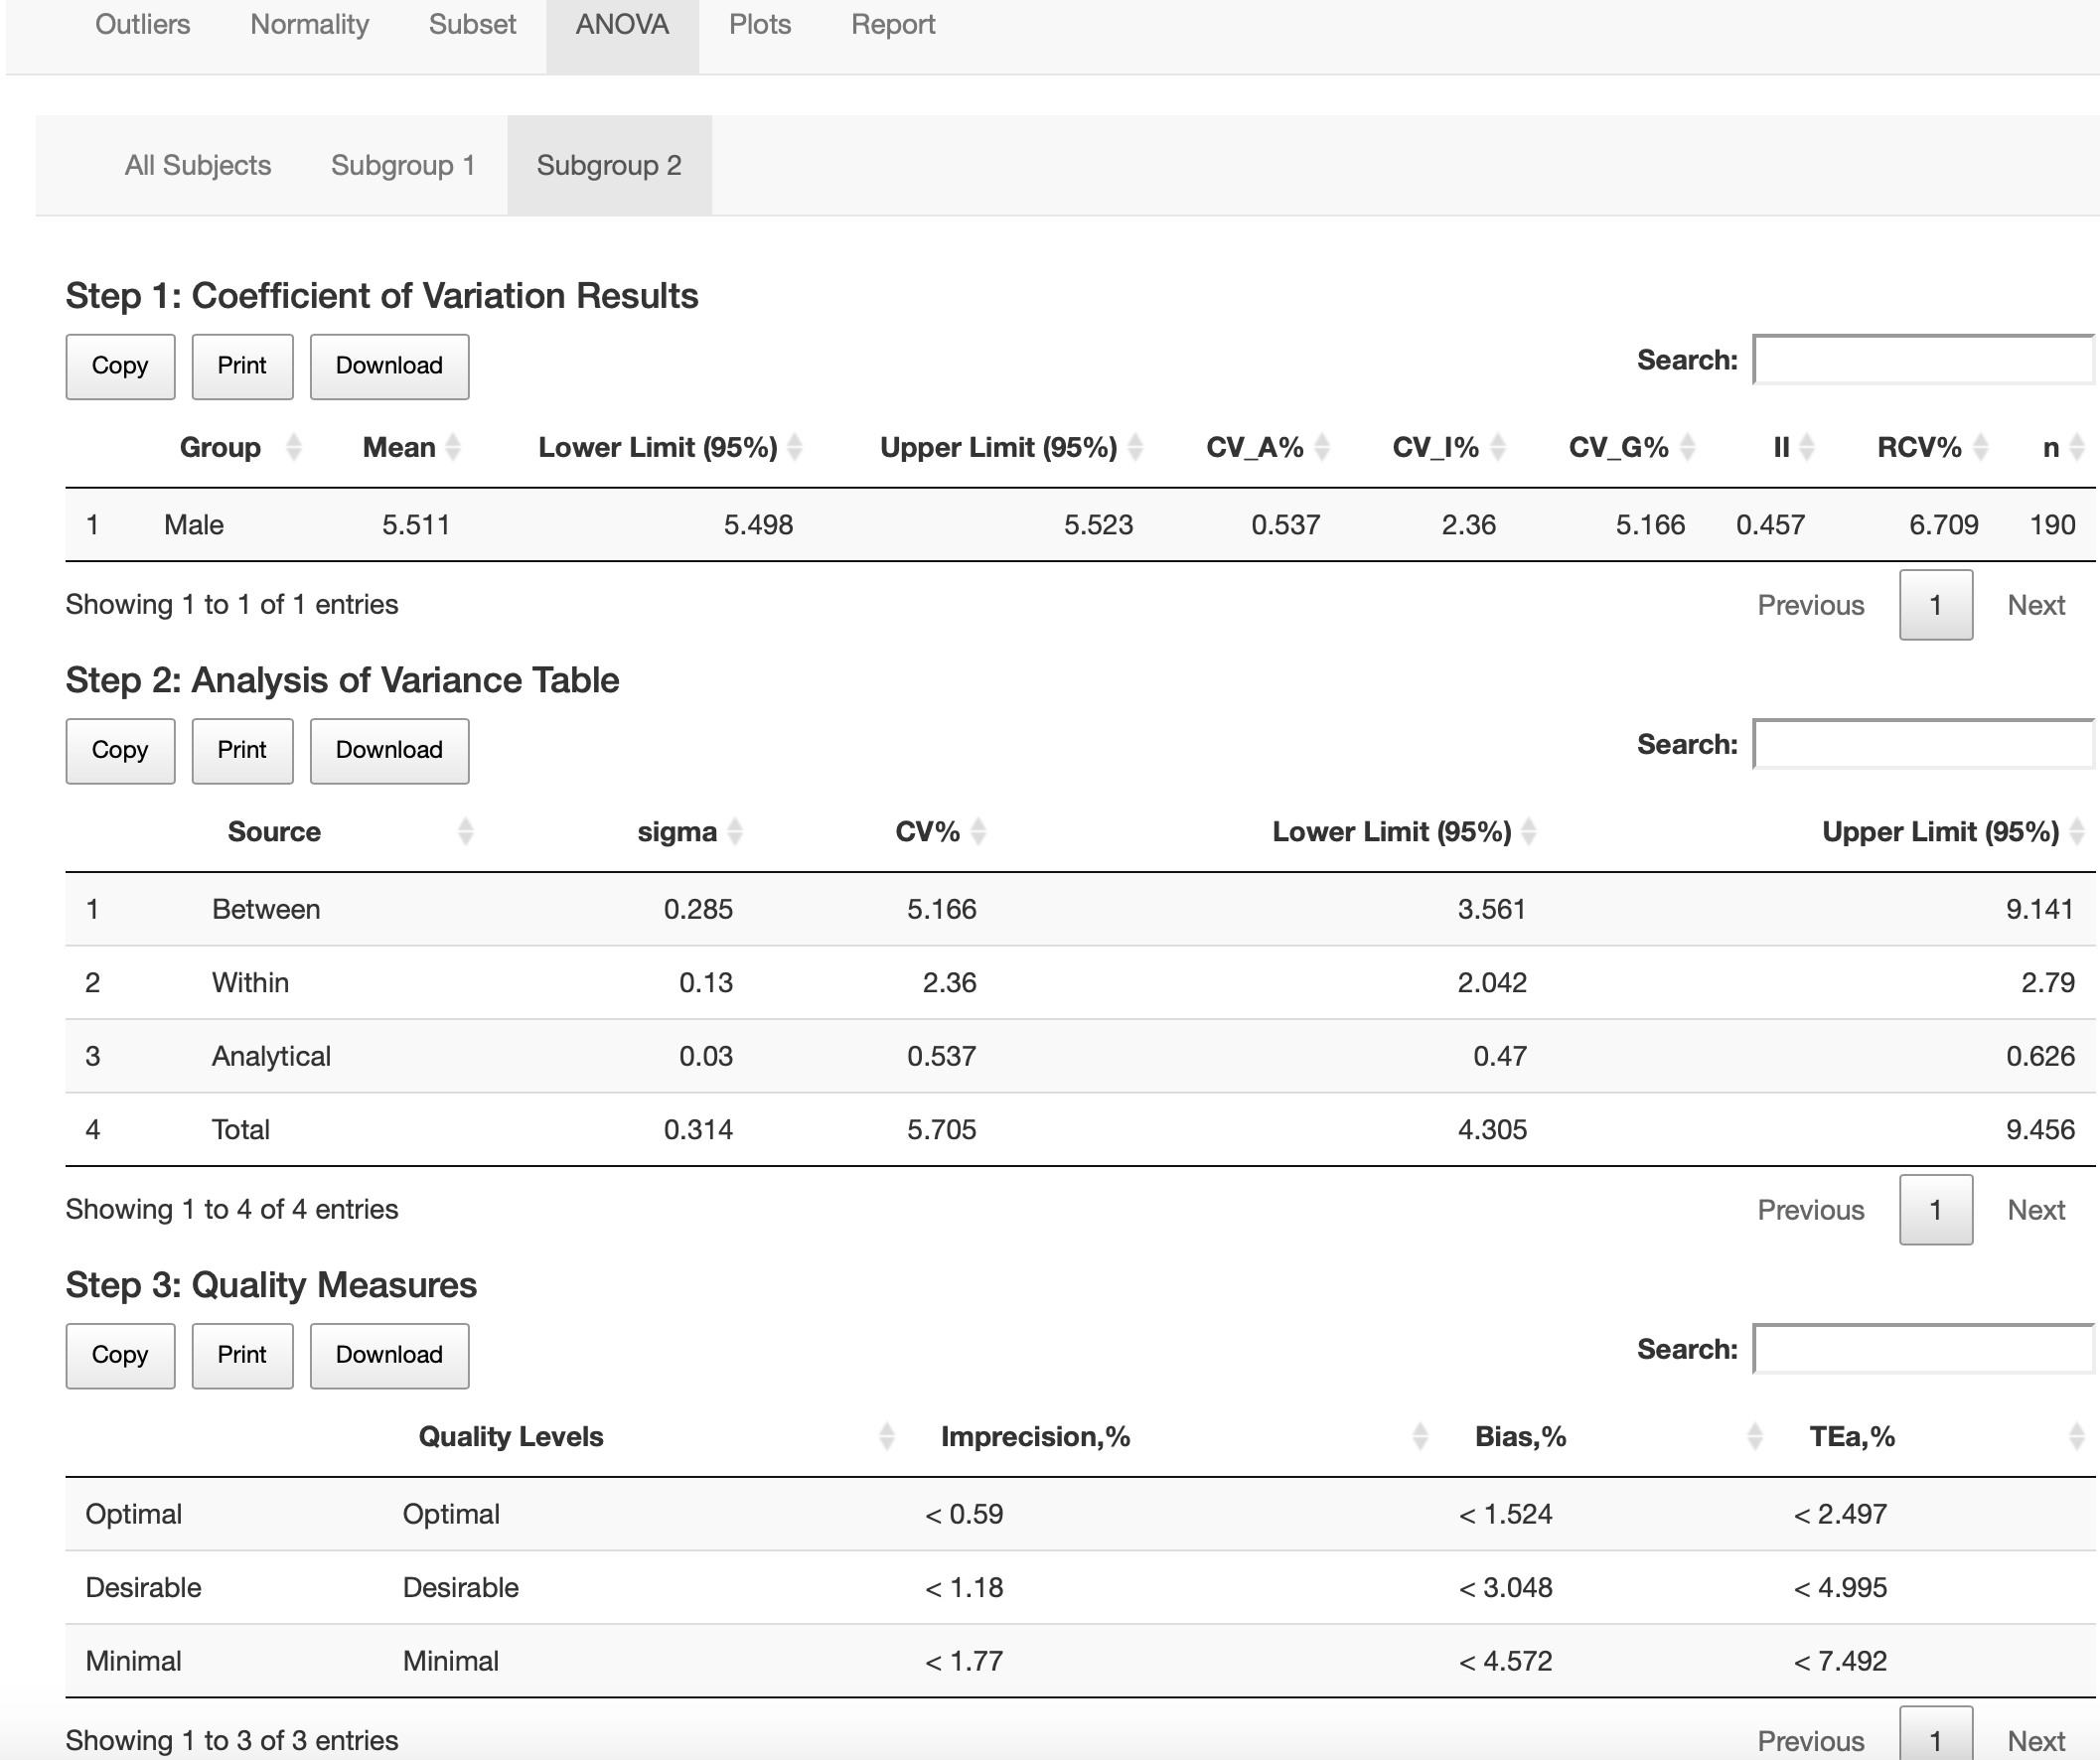 Outliers Normality Subset ANOVA Plots Report
All Subjects Subgroup 1 Subgroup 2
Step 1: Coefficient of Variation Results
Copy Print Download Search:
Group Mean Lower Limit (95%) Upper Limit (95%) CV_A% CV_I% CV_G% II RCV% n
1 Male 5.511 5.498 5.523 0.537 2.36 5.166 0.457 6.709 190
Showing 1 to 1 of 1 entries Previous 1 Next
Step 2: Analysis of Variance Table
Copy Print Download Search:
Source sigma CV% Lower Limit (95%) Upper Limit (95%)
1 Between 0.285 5.166 3.561 9.141
2 Within 0.13 2.36 2.042 2.79
3 Analytical 0.03 0.537 0.47 0.626
4 Total 0.314 5.705 4.305 9.456
Showing 1 to 4 of 4 entries Previous 1 Next
Step 3: Quality Measures
Copy Print Download Search:
Quality Levels Imprecision,% Bias,% TEa,%
Optimal Optimal < 0.59 < 1.524 < 2.497
Desirable Desirable < 1.18 < 3.048 < 4.995
Minimal Minimal < 1.77 < 4.572 < 7.492
Showing 1 to 3 of 3 entries Previous 1 Next